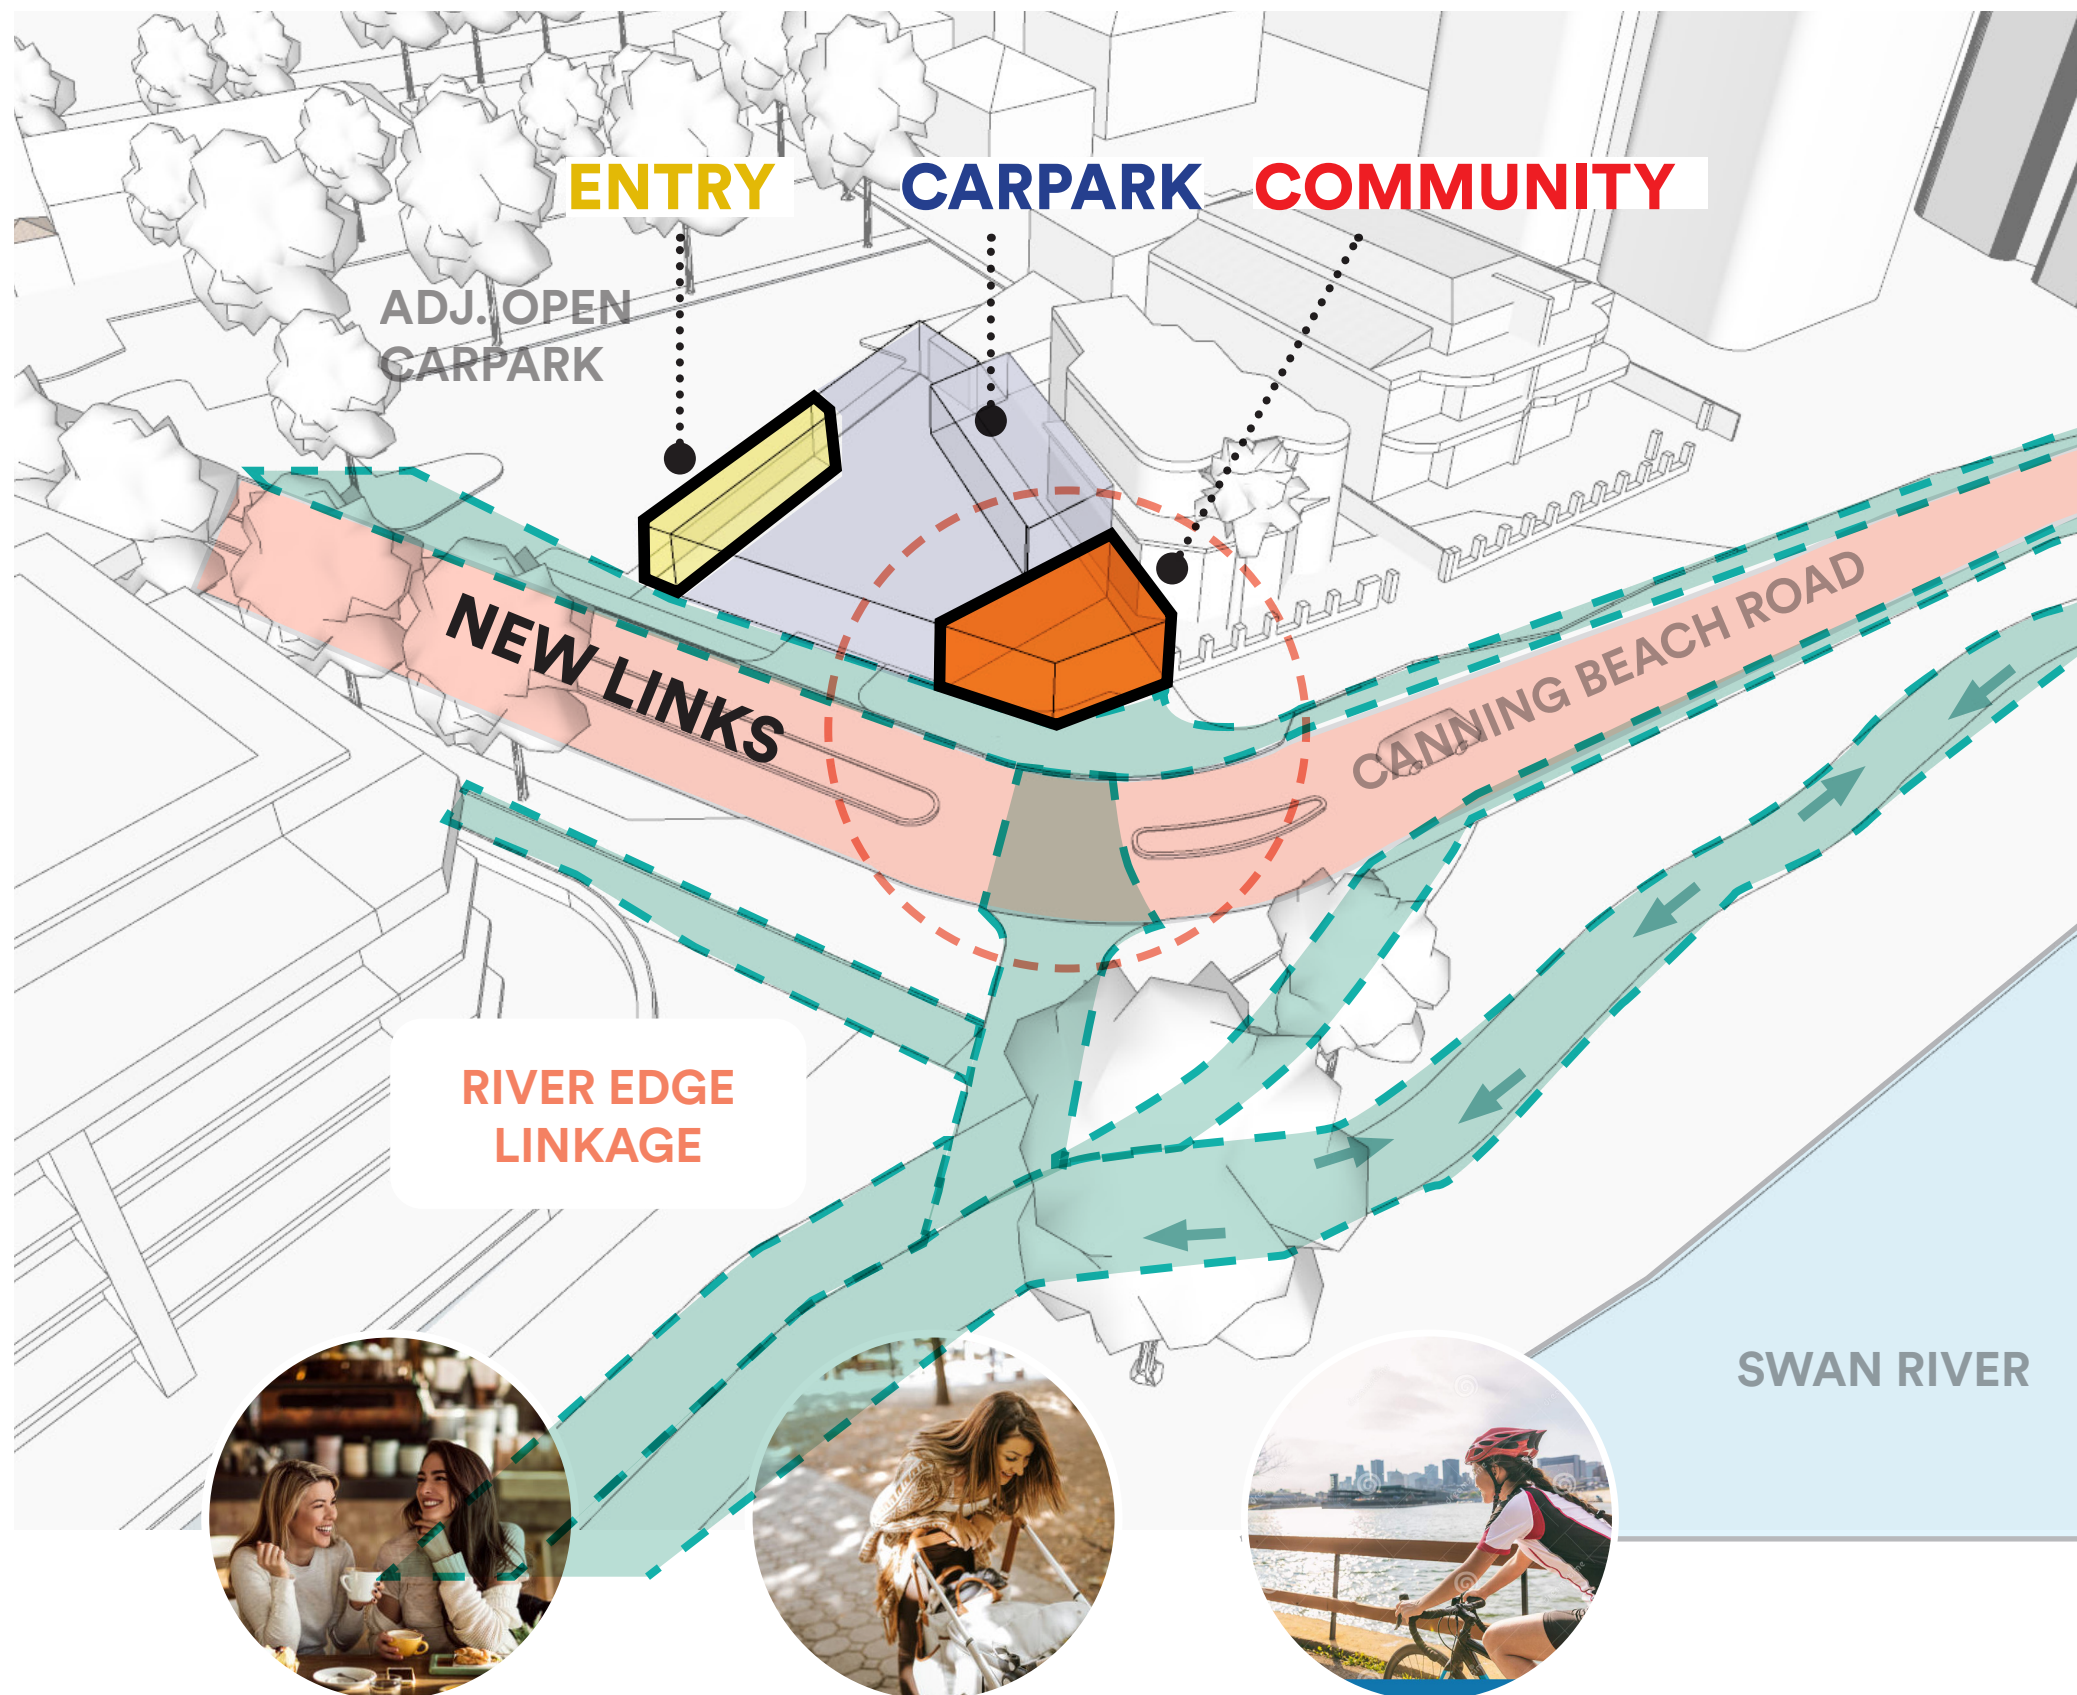 ENTRY
CARPARK
COMMUNITY
ADJ. OPEN
CARPARK
NEW LINKS
CANNING BEACH ROAD
RIVER EDGE
LINKAGE
SWAN RIVER